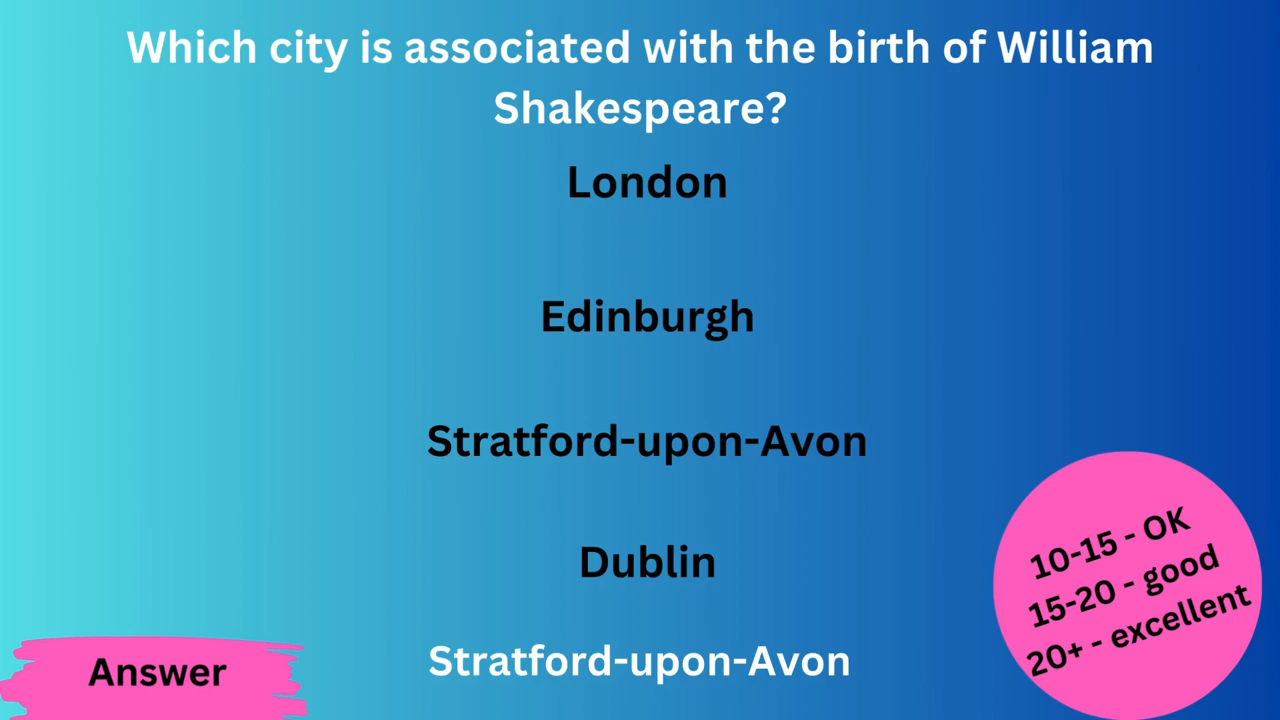 Which city is associated with the birth of William
Shakespeare?
London
Edinburgh
Stratford-upon-Avon
Dublin
10-15 - OK
15-20 - good
20+ - excellent
Answer
Stratford-upon-Avon